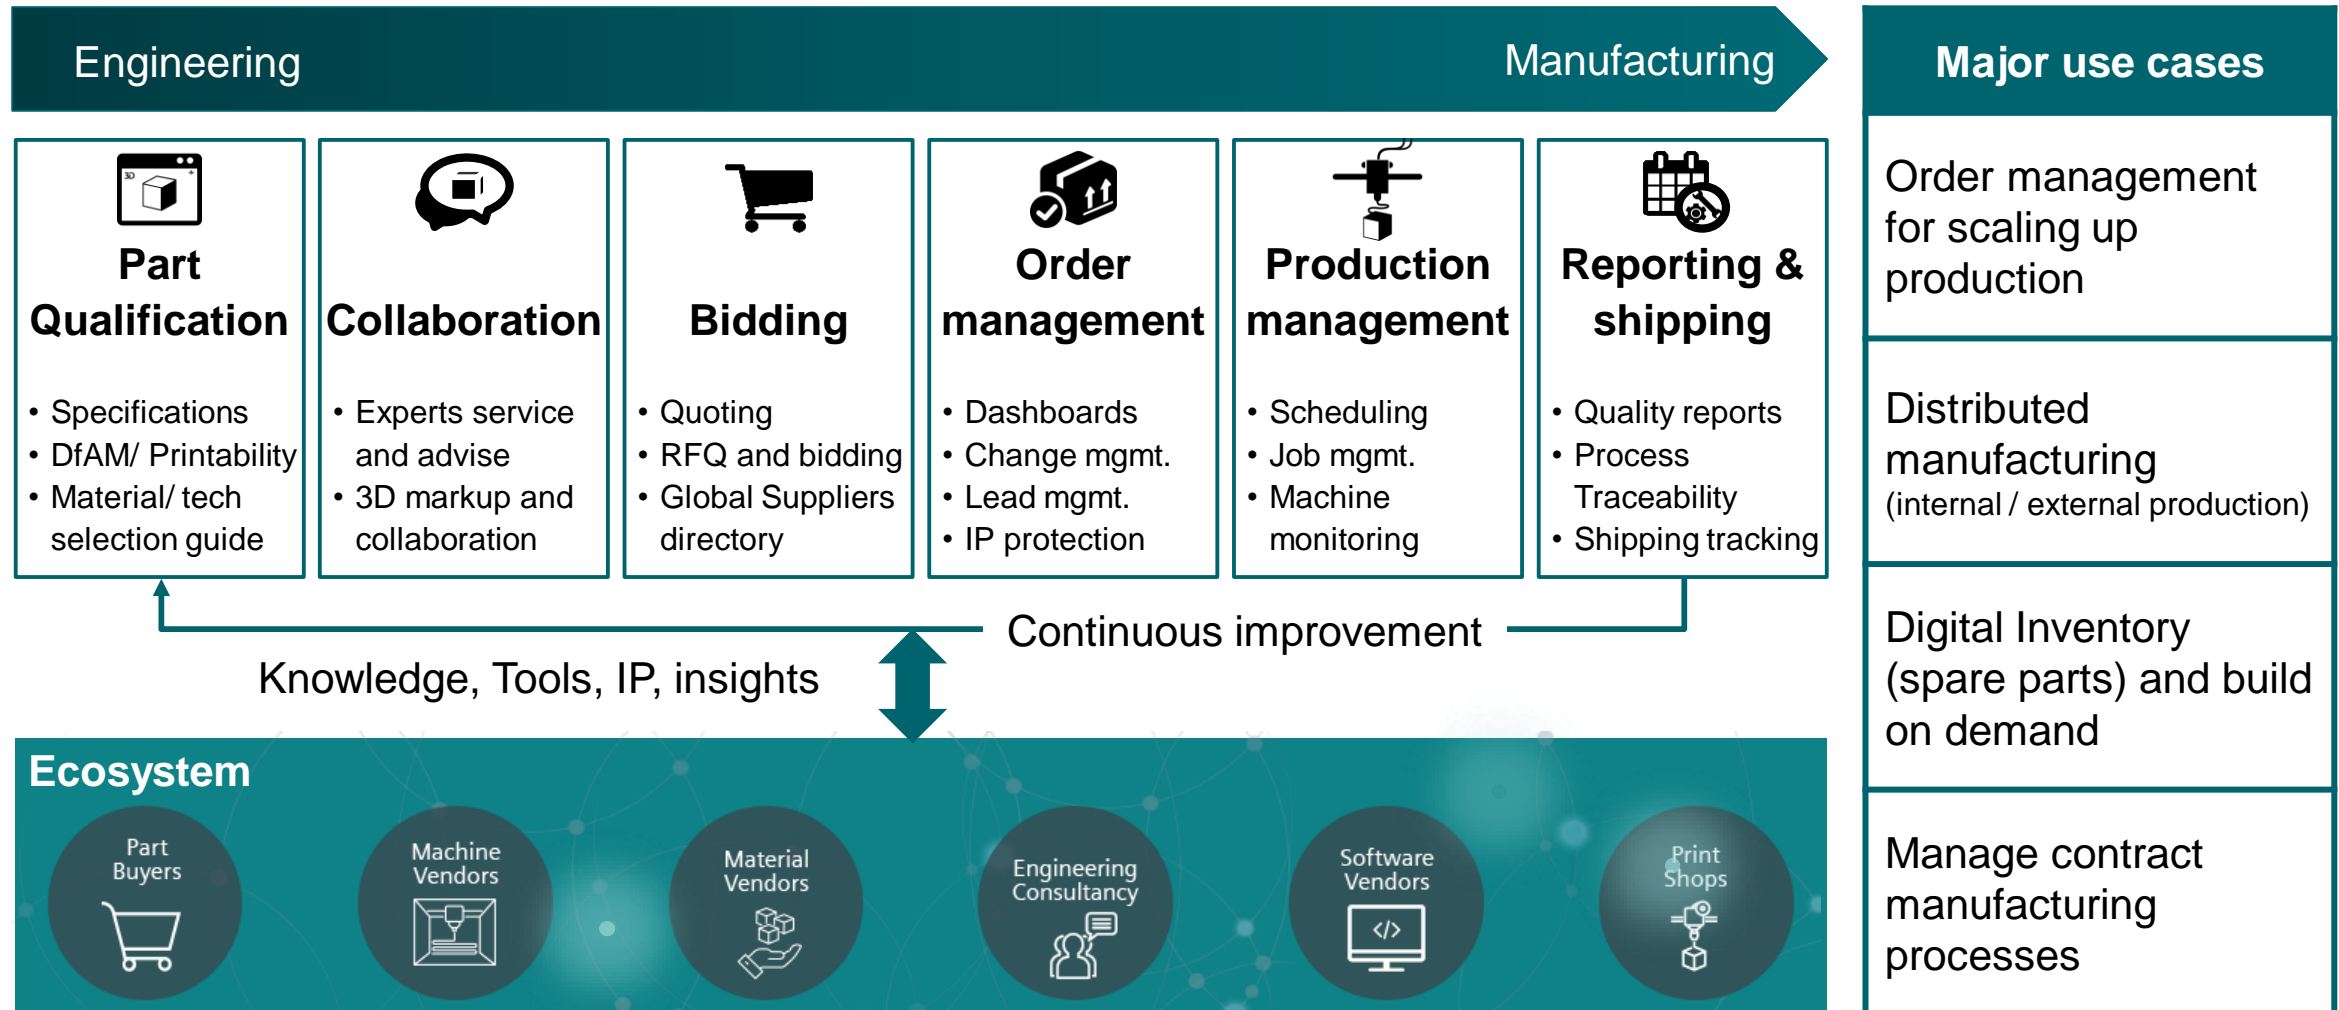 Engineering
Manufacturing
Part
Qualification
• Specifications
• DfAM/ Printability
• Material/ tech
selection guide
Collaboration
• Experts service
and advise
• 3D markup and
collaboration
Bidding
• Quoting
• RFQ and bidding
• Global Suppliers
directory
Order
management
• Dashboards
• Change mgmt.
• Lead mgmt.
• IP protection
Production
management
• Scheduling
• Job mgmt.
• Machine
monitoring
Reporting &
shipping
• Quality reports
• Process
Traceability
• Shipping tracking
3D
Continuous improvement
Knowledge, Tools, IP, insights
Ecosystem
Part
Buyers
Machine
Vendors
Material
Vendors
Engineering
Consultancy
Software
Vendors
</>
Print
Shops
Major use cases
Order management
for scaling up
production
Distributed
manufacturing
(internal / external production)
Digital Inventory
(spare parts) and build
on demand
Manage contract
manufacturing
processes